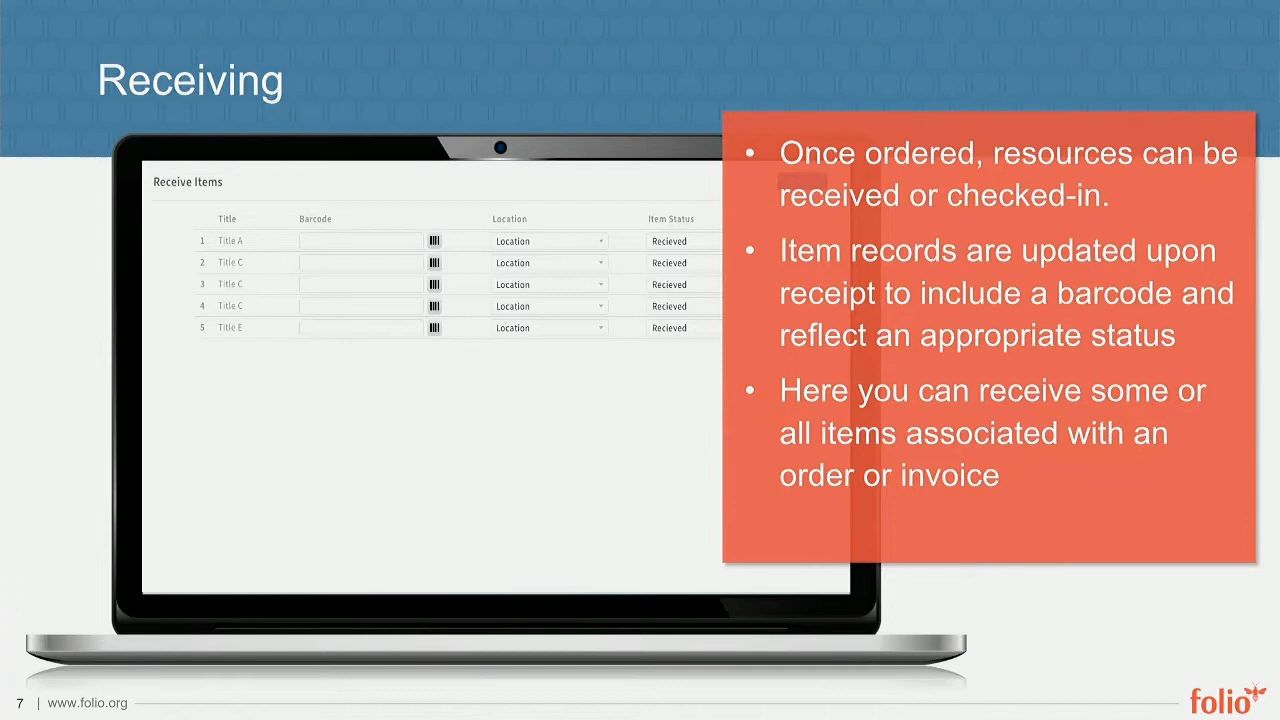 Receiving
Receive Items
Title Barcode Location Item Status
1 Title A Location Recieved
2 Title C Location Recieved
3 Title C Location Recieved
4 Title C Location Recieved
5 Title E Location Recieved
• Once ordered, resources can be
received or checked-in.
• Item records are updated upon
receipt to include a barcode and
reflect an appropriate status
• Here you can receive some or
all items associated with an
order or invoice
7 | www.folio.org
folio